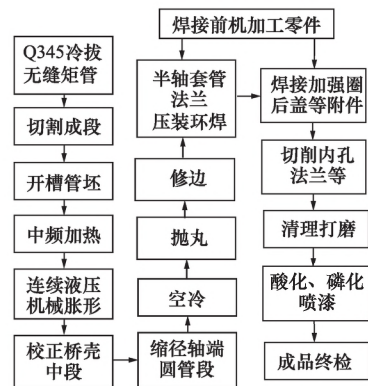 焊接前机加工零件
Q345冷拔
无缝矩管
切割成段
开槽管坯
中频加热
连续液压
机械胀形
校正桥壳
中段
缩径轴端
圆管段
空冷
抛丸
修边
半轴套管
法兰
压装环焊
焊接加强圈
后盖等附件
切削内孔
法兰等
清理打磨
酸化、磷化
喷漆
成品终检